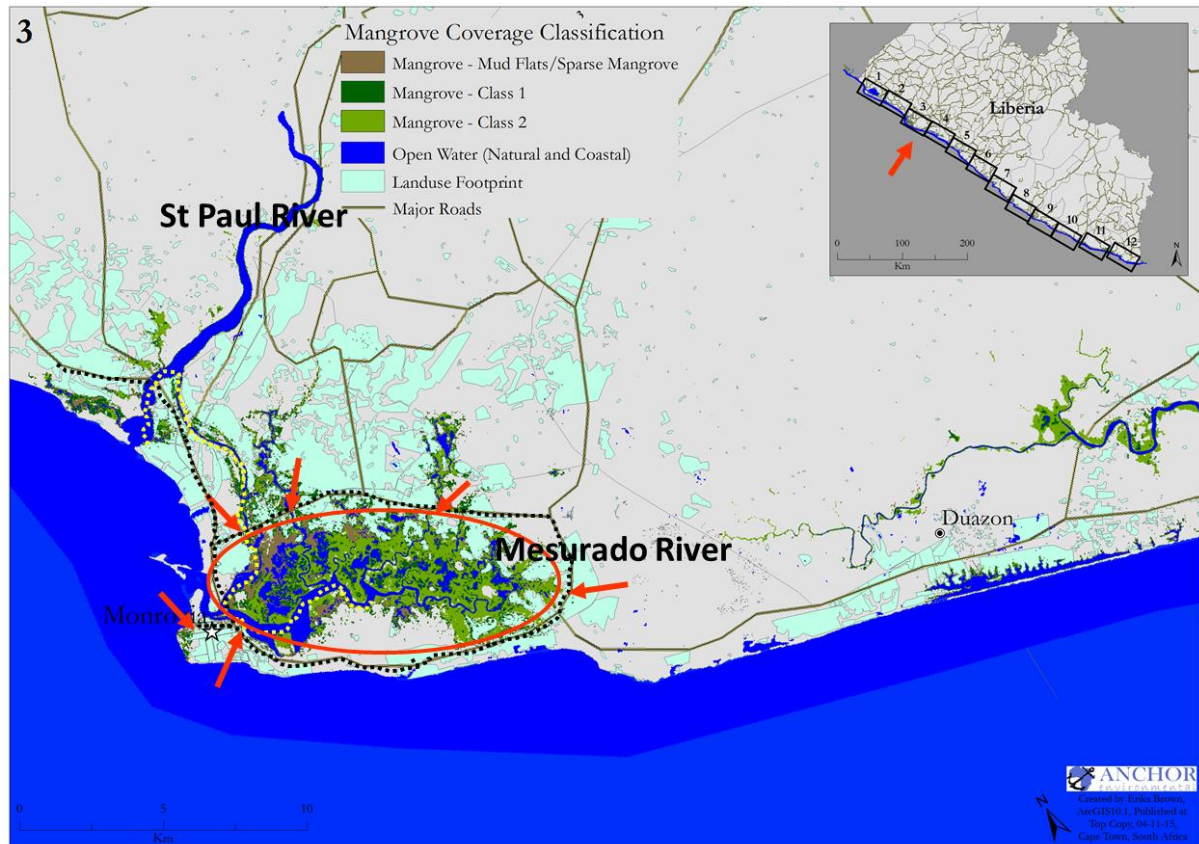 3
Mangrove Coverage Classification
Mangrove - Mud Flats/Sparse Mangrove
Mangrove - Class 1
Mangrove - Class 2
Open Water (Natural and Coastal)
Landuse Footprint
Major Roads
Liberia
1
2
3
4
5
6
7
8
9
10
11
12
0 100 200
Km
N
St Paul River
Mesurado River
Duazon
0 5 10
Km
ANCHOR
environmental
Created by Erika Brown,
ArcGIS10.1, Published at
Top Copy, 04-11-15,
Cape Town, South Africa
N